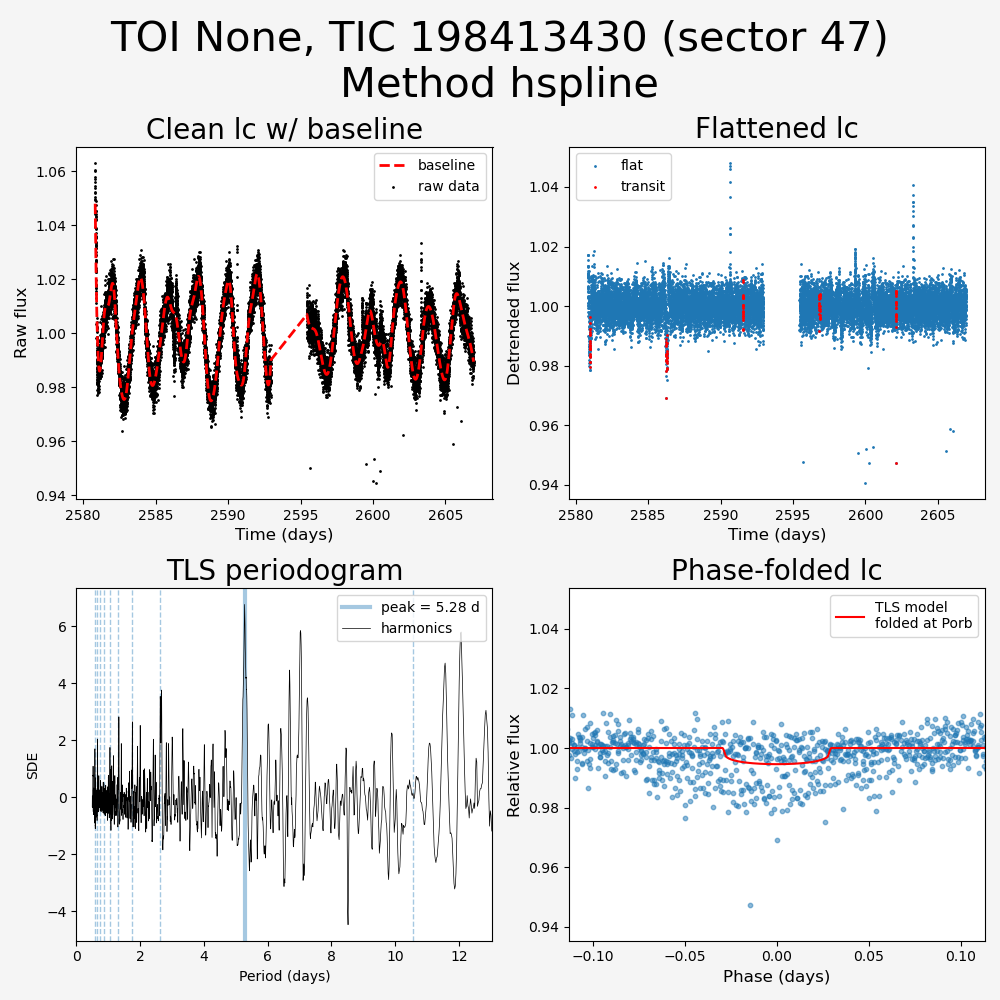 TOI None, TIC 198413430 (sector 47)
Method hspline
Clean lc w/ baseline
Raw flux
1.06
1.04
1.02
1.00
0.98
0.96
0.94
baseline
raw data
2580
2585
2590
2595
2600
2605
Time (days)
Flattened lc
Detrended flux
1.04
1.02
1.00
0.98
0.96
0.94
flat
transit
2580
2585
2590
2595
2600
2605
Time (days)
TLS periodogram
SDE
6
4
2
0
−2
−4
peak = 5.28 d
harmonics
0
2
4
6
8
10
12
Period (days)
Phase-folded lc
Relative flux
1.04
1.02
1.00
0.98
0.96
0.94
TLS model
folded at Porb
−0.10
−0.05
0.00
0.05
0.10
Phase (days)